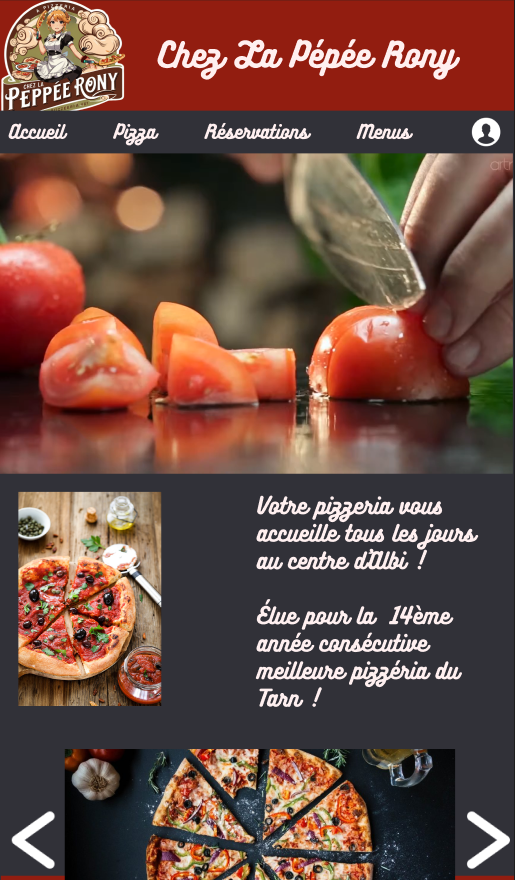 A PIZZERIA
CHEZ LA
PEPPÉE RONY
Chez La Pépée Rony
Accueil Pizza Réservations Menus
Votre pizzeria vous
accueille tous les jours
au centre d'Albi !
Élue pour la 14ème
année consécutive
meilleure pizzéria du
Tarn !